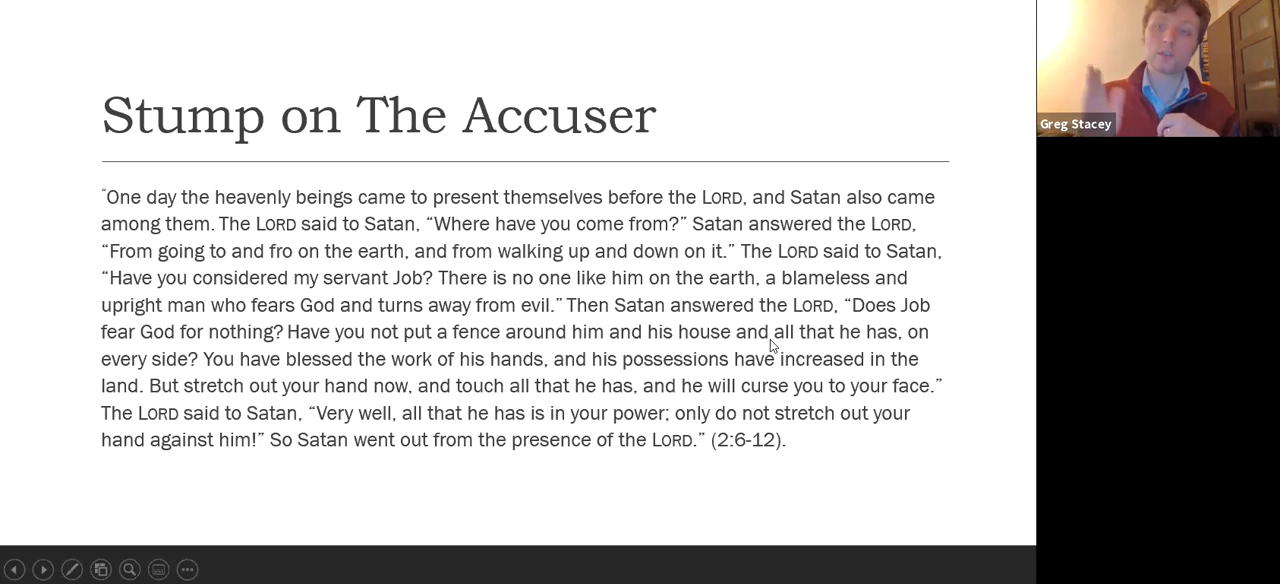 Stump on The Accuser
“One day the heavenly beings came to present themselves before the LORD, and Satan also came
among them. The LORD said to Satan, “Where have you come from?” Satan answered the LORD,
“From going to and fro on the earth, and from walking up and down on it.” The LORD said to Satan,
“Have you considered my servant Job? There is no one like him on the earth, a blameless and
upright man who fears God and turns away from evil.” Then Satan answered the LORD, “Does Job
fear God for nothing? Have you not put a fence around him and his house and all that he has, on
every side? You have blessed the work of his hands, and his possessions have increased in the
land. But stretch out your hand now, and touch all that he has, and he will curse you to your face.”
The LORD said to Satan, “Very well, all that he has is in your power; only do not stretch out your
hand against him!” So Satan went out from the presence of the LORD.” (2:6-12).
Greg Stacey